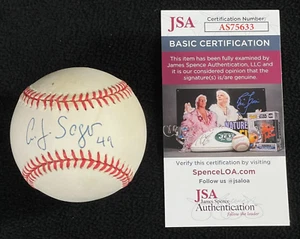 C.J. Sager 49
JSA
Certification Number:
AS75633
BASIC CERTIFICATION
This item has been fully examined by
James Spence Authentication, LLC and it
is our considered opinion that the
signature(s) is/are authentic.
Verify this certification by visiting
SpenceLOA.com
Follow us @jsaloa
JSA
James Spence
Authentication